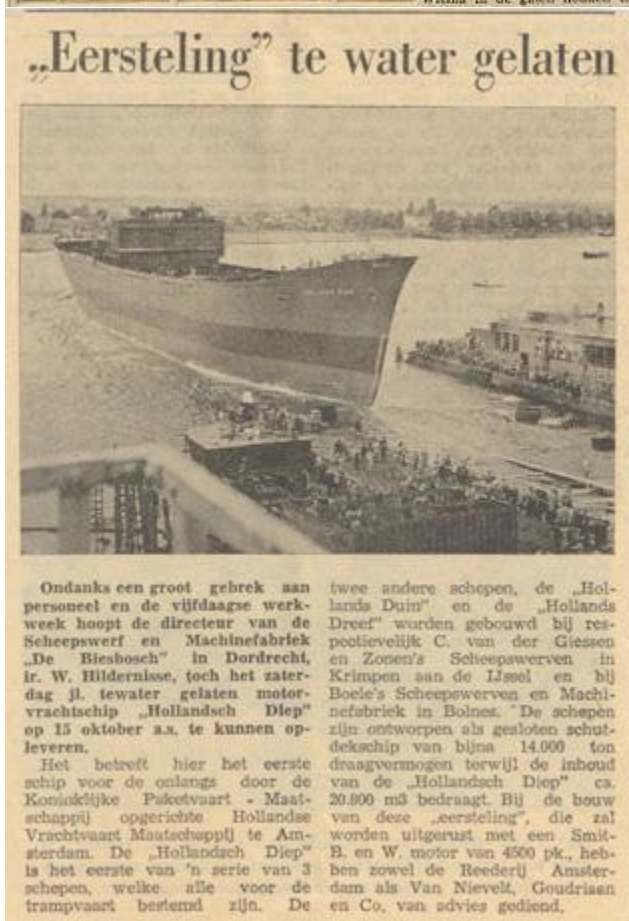 „Eersteling” te water gelaten
Ondanks een groot gebrek aan
personeel en de vijfdaagse werk-
week hoopt de directeur van de
Scheepswerf en Machinefabriek
„De Biesbosch” in Dordrecht,
ir. W. Hildernisse, toch het zater-
dag jl. tewater gelaten motor-
vrachtschip „Hollandsch Diep”
op 15 oktober a.s. te kunnen op-
leveren.
Het betreft hier het eerste
schip voor de onlangs door de
Koninklijke Paketvaart - Maat-
schappij opgerichte Hollandse
Vrachtvaart Maatschappij te Am-
sterdam. De „Hollandsch Diep”
is het eerste van 'n serie van 3
schepen, welke alle voor de
trampvaart bestemd zijn. De
twee andere schepen, de „Hol-
lands Duin” en de „Hollands
Dreef” worden gebouwd bij res-
pectievelijk C. van der Giessen
en Zonen's Scheepswerven in
Krimpen aan de IJssel en bij
Boele's Scheepswerven en Machi-
nefabriek in Bolnes. De schepen
zijn ontworpen als gesloten schut-
dekschip van bijna 14.000 ton
draagvermogen terwijl de inhoud
van de „Hollandsch Diep” ca.
20.800 m3 bedraagt. Bij de bouw
van deze „eersteling”, die zal
worden uitgerust met een Smit-
B. en W. motor van 4500 pk., heb-
ben zowel de Reederij Amster-
dam als Van Nievelt, Goudriaan
en Co. van advies gediend.